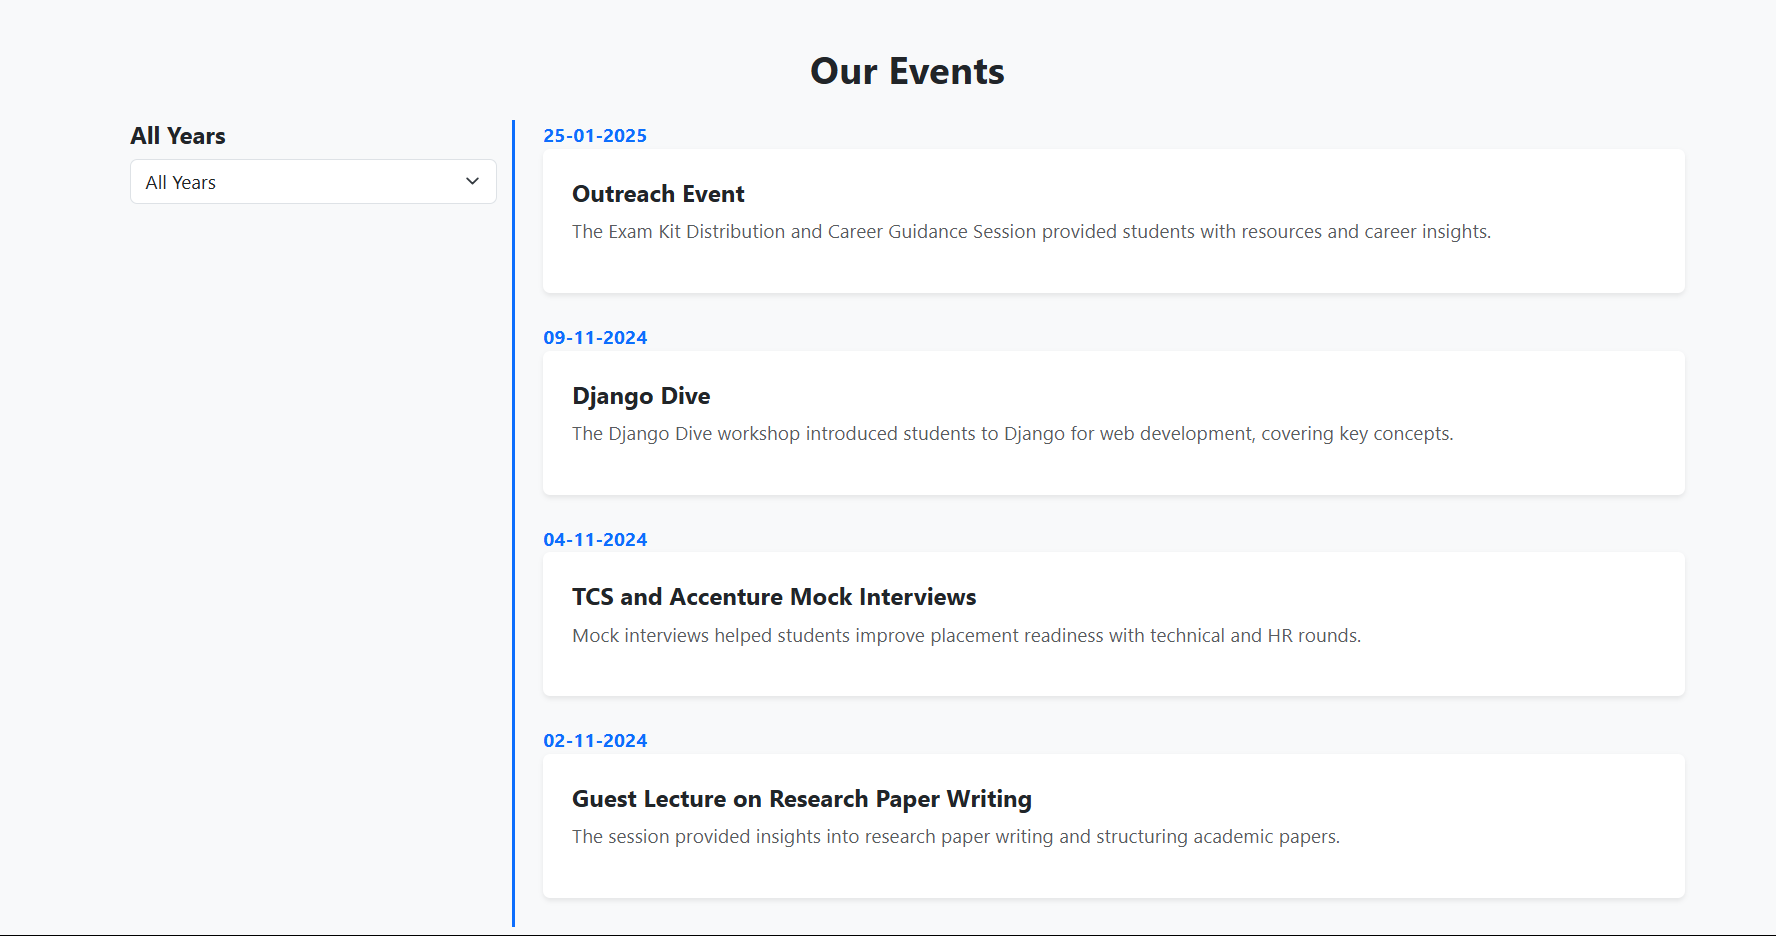 Our Events
All Years
All Years
25-01-2025
Outreach Event
The Exam Kit Distribution and Career Guidance Session provided students with resources and career insights.
09-11-2024
Django Dive
The Django Dive workshop introduced students to Django for web development, covering key concepts.
04-11-2024
TCS and Accenture Mock Interviews
Mock interviews helped students improve placement readiness with technical and HR rounds.
02-11-2024
Guest Lecture on Research Paper Writing
The session provided insights into research paper writing and structuring academic papers.